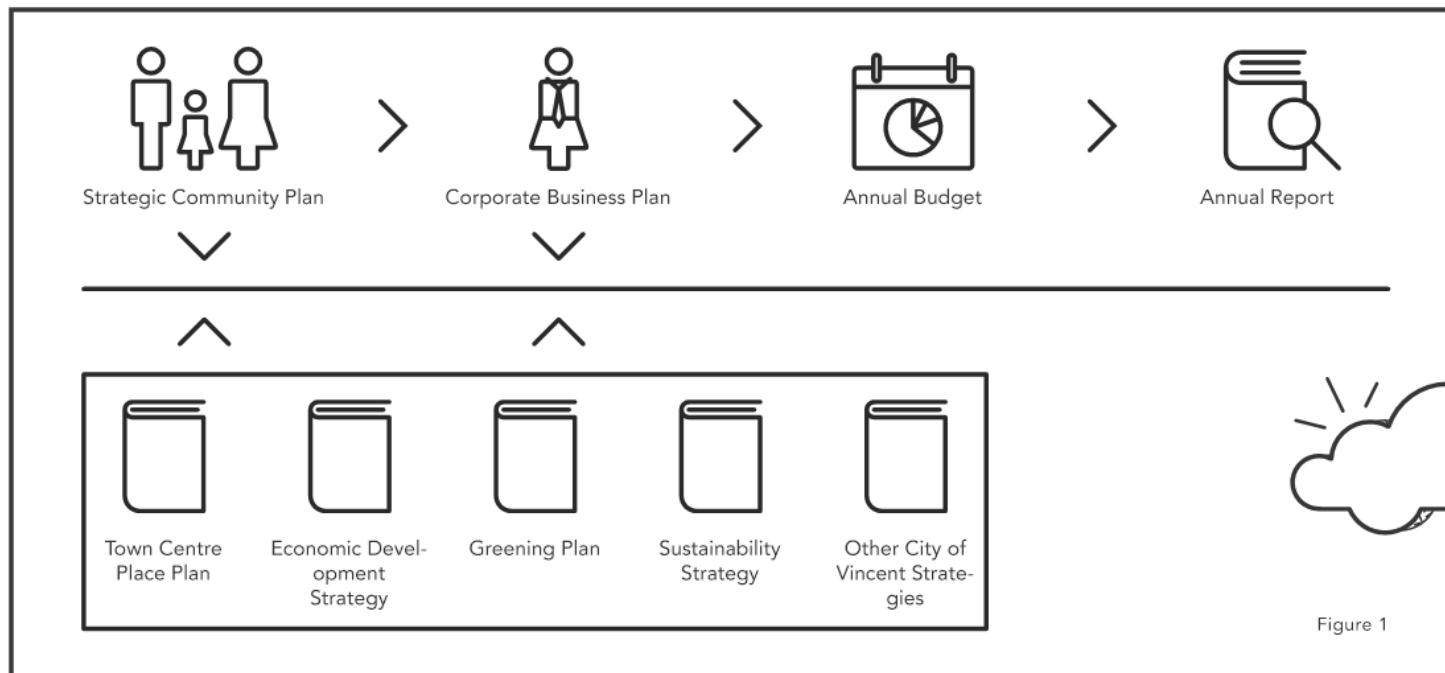 Strategic Community Plan
Corporate Business Plan
Annual Budget
Annual Report
Town Centre
Place Plan
Economic Devel-
opment
Strategy
Greening Plan
Sustainability
Strategy
Other City of
Vincent Strate-
gies
Figure 1